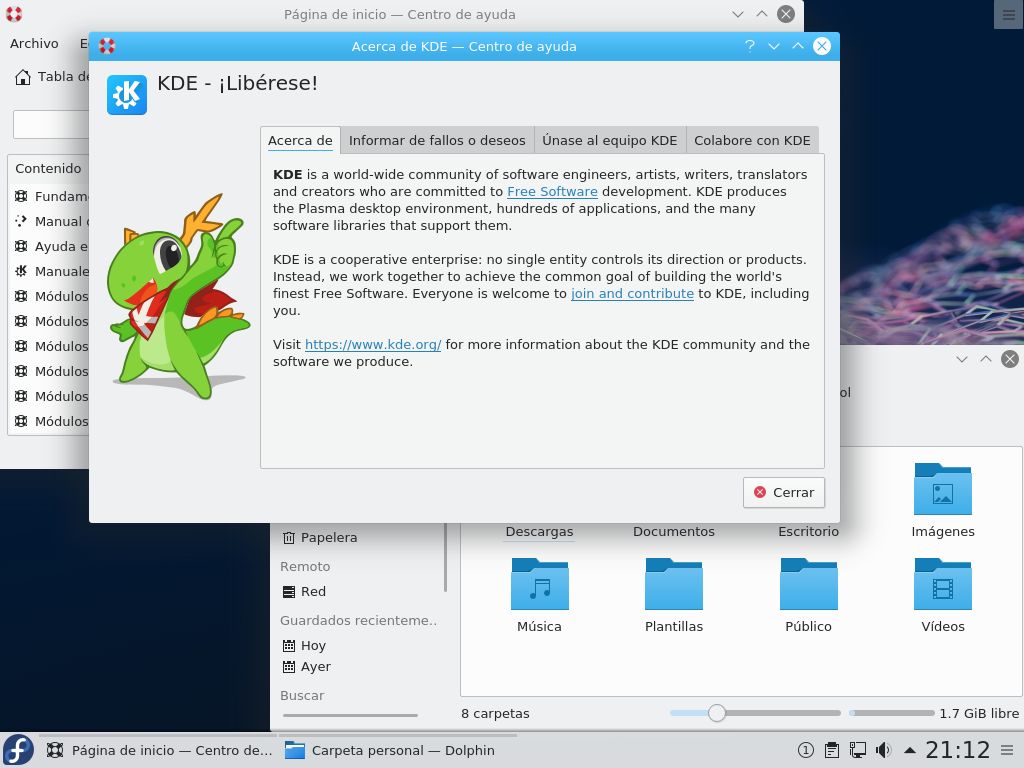 Página de inicio — Centro de ayuda
Archivo
Acerca de KDE — Centro de ayuda
Tabla de
KDE - ¡Libérese!
Acerca de
Informar de fallos o deseos
Únase al equipo KDE
Colabore con KDE
Contenido
Manual
Ayuda e
Manuale
Módulos
Módulos
Módulos
Módulos
Módulos
Módulos
KDE is a world-wide community of software engineers, artists, writers, translators
and creators who are committed to Free Software development. KDE produces
the Plasma desktop environment, hundreds of applications, and the many
software libraries that support them.
KDE is a cooperative enterprise: no single entity controls its direction or products.
Instead, we work together to achieve the common goal of building the world's
finest Free Software. Everyone is welcome to join and contribute to KDE, including
you.
Visit https://www.kde.org/ for more information about the KDE community and the
software we produce.
Cerrar
ol
Papelera
Remoto
Red
Guardados recienteme..
Hoy
Ayer
Buscar
Descargas
Documentos
Escritorio
Imágenes
Música
Plantillas
Público
Vídeos
8 carpetas
1.7 GiB libre
Página de inicio — Centro de...
Carpeta personal — Dolphin
1
21:12